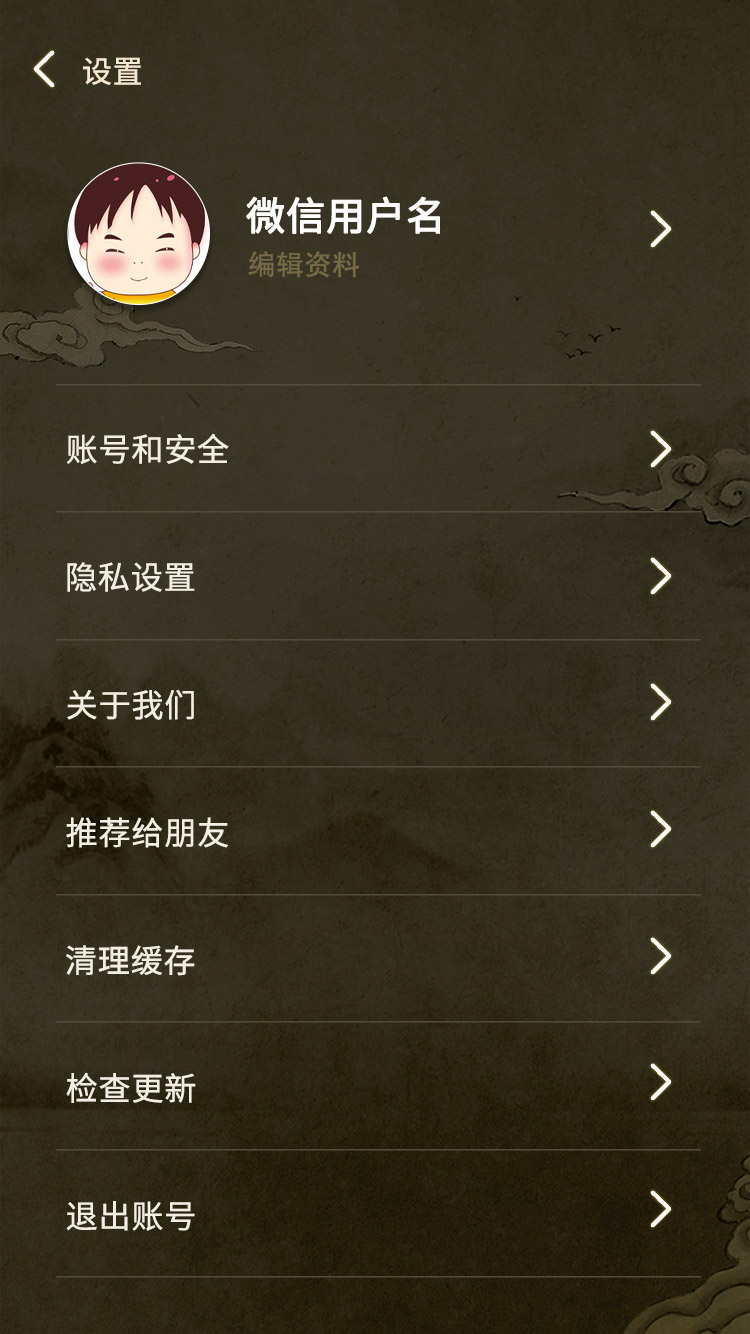 设置
微信用户名
编辑资料
账号和安全
隐私设置
关于我们
推荐给朋友
清理缓存
检查更新
退出账号